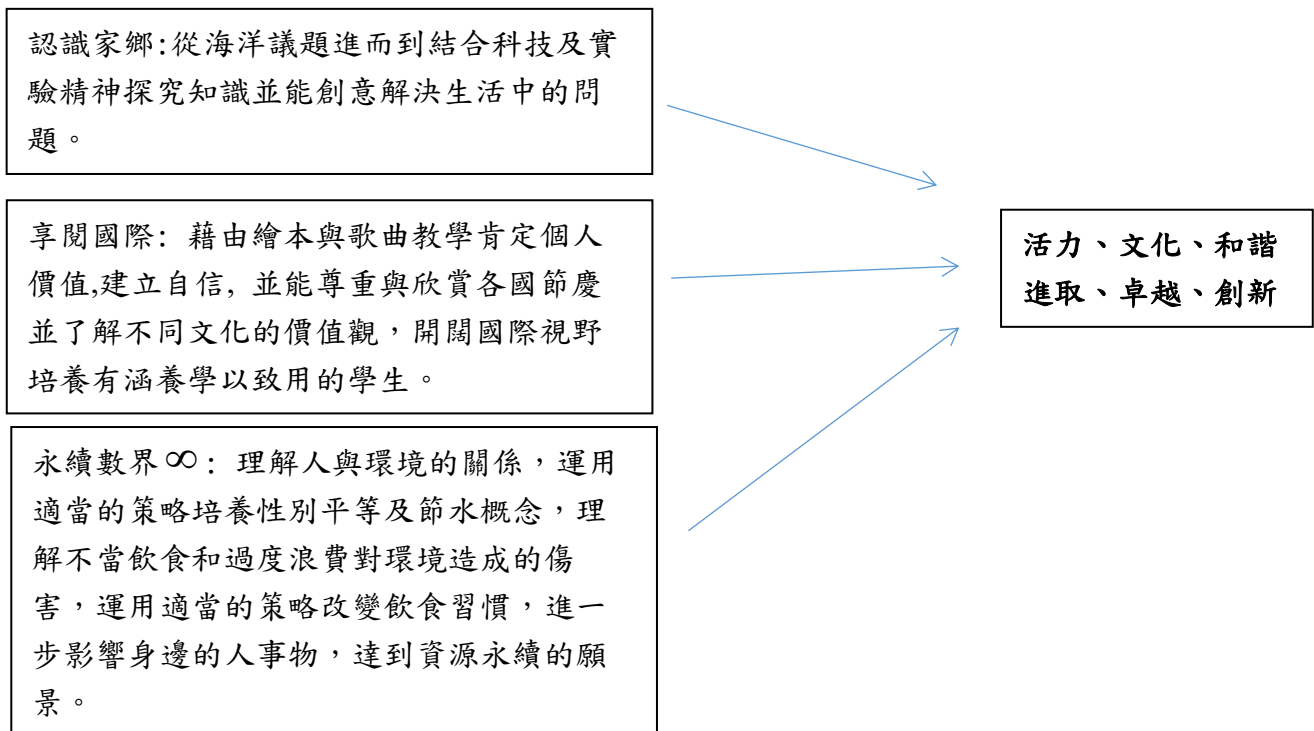 認識家鄉:從海洋議題進而到結合科技及實
驗精神探究知識並能創意解決生活中的問
題。
享閱國際: 藉由繪本與歌曲教學肯定個人
價值,建立自信, 並能尊重與欣賞各國節慶
並了解不同文化的價值觀，開闊國際視野
培養有涵養學以致用的學生。
永續數界∞: 理解人與環境的關係，運用
適當的策略培養性別平等及節水概念，理
解不當飲食和過度浪費對環境造成的傷
害，運用適當的策略改變飲食習慣，進一
步影響身邊的人事物，達到資源永續的願
景。
活力、文化、和諧
進取、卓越、創新